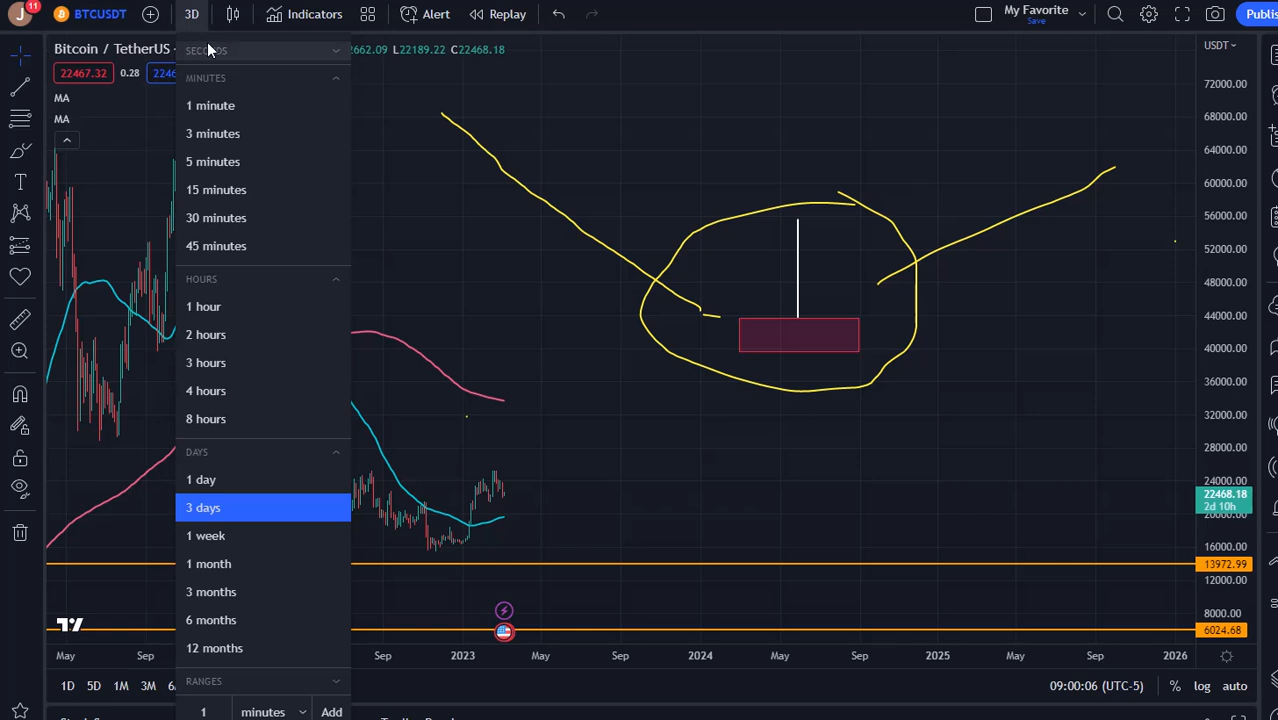 J 11 BTCUSDT 3D Indicators Alert Replay My Favorite Save Publis
Bitcoin / TetherUS 2662.09 L22189.22 C22468.18 USDT
22467.32 0.28 2246
MA
MA
SECONDS
MINUTES
1 minute
3 minutes
5 minutes
15 minutes
30 minutes
45 minutes
HOURS
1 hour
2 hours
3 hours
4 hours
8 hours
DAYS
1 day
3 days
1 week
1 month
3 months
6 months
12 months
RANGES
1 minutes Add
72000.00
68000.00
64000.00
60000.00
56000.00
52000.00
48000.00
44000.00
40000.00
36000.00
32000.00
28000.00
24000.00
22468.18
2d 10h
20000.00
16000.00
13972.99
12000.00
8000.00
6024.68
May Sep Sep 2023 May Sep 2024 May Sep 2025 May Sep 2026
1D 5D 1M 3M 6 09:00:06 (UTC-5) % log auto